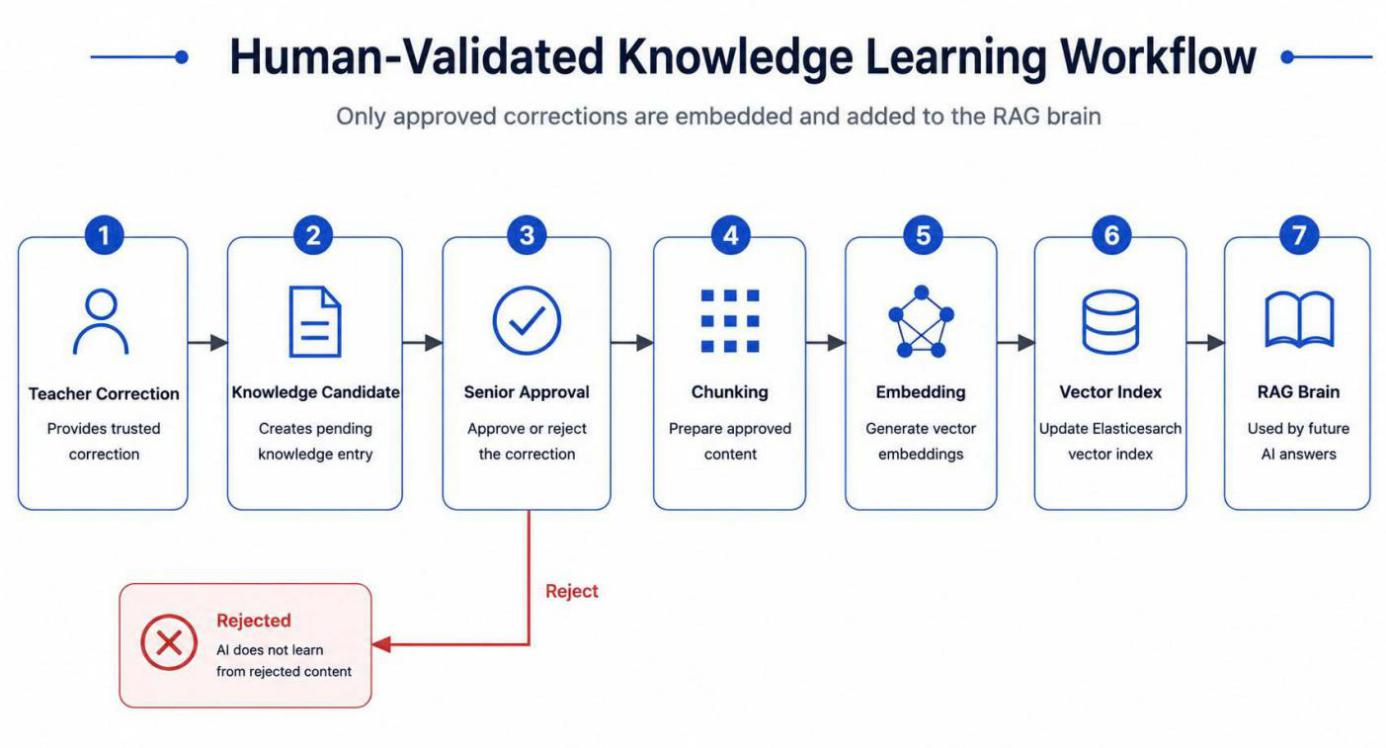 Human-Validated Knowledge Learning Workflow
Only approved corrections are embedded and added to the RAG brain
1
Teacher Correction
Provides trusted
correction
2
Knowledge Candidate
Creates pending
knowledge entry
3
Senior Approval
Approve or reject
the correction
4
Chunking
Prepare approved
content
5
Embedding
Generate vector
embeddings
6
Vector Index
Update Elasticesarch
vector index
7
RAG Brain
Used by future
AI answers
Reject
Rejected
AI does not learn
from rejected content